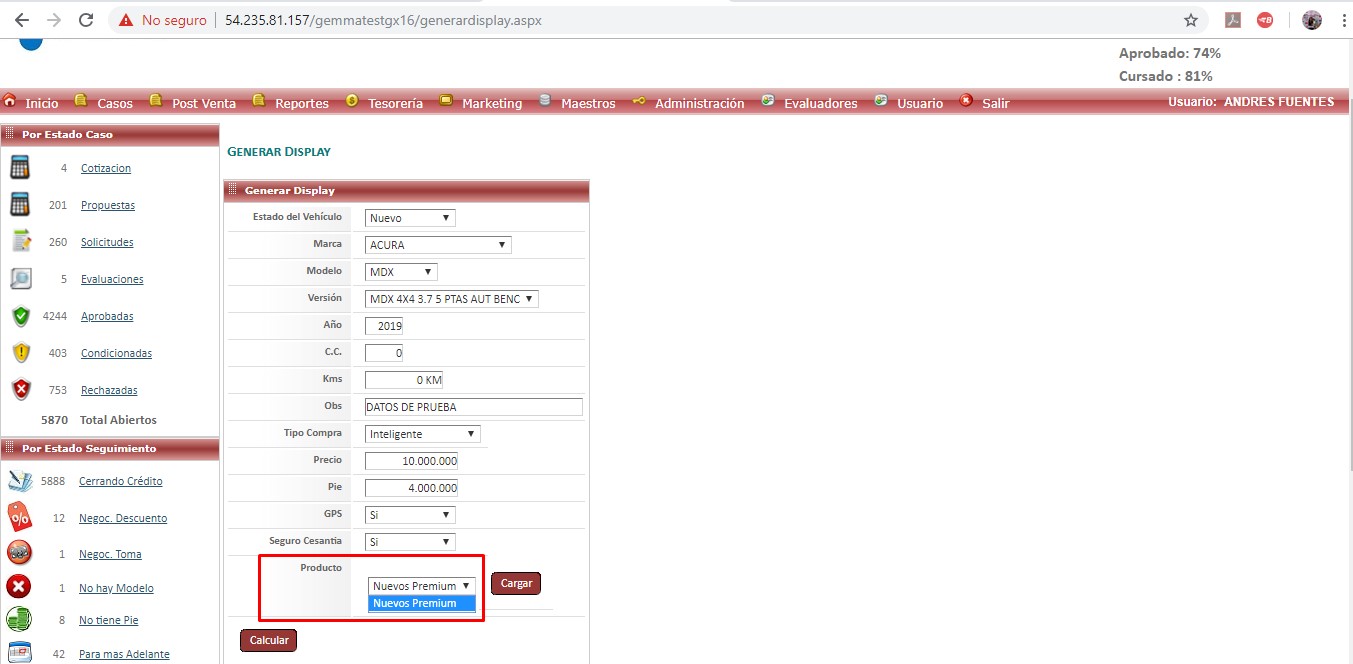 No seguro 54.235.81.157/gemmatestgx16/generardisplay.aspx
Aprobado: 74%
Cursado : 81%
Inicio Casos Post Venta Reportes Tesorería Marketing Maestros Administración Evaluadores Usuario Salir Usuario: ANDRES FUENTES
Por Estado Caso
4 Cotizacion
201 Propuestas
260 Solicitudes
5 Evaluaciones
4244 Aprobadas
403 Condicionadas
753 Rechazadas
5870 Total Abiertos
Por Estado Seguimiento
5888 Cerrando Crédito
12 Negoc. Descuento
1 Negoc. Toma
1 No hay Modelo
8 No tiene Pie
42 Para mas Adelante
GENERAR DISPLAY
Generar Display
Estado del Vehículo Nuevo
Marca ACURA
Modelo MDX
Versión MDX 4X4 3.7 5 PTAS AUT BENC
Año 2019
C.C. 0
Kms 0 KM
Obs DATOS DE PRUEBA
Tipo Compra Inteligente
Precio 10.000.000
Pie 4.000.000
GPS Si
Seguro Cesantia Si
Producto
Nuevos Premium Cargar
Nuevos Premium
Calcular